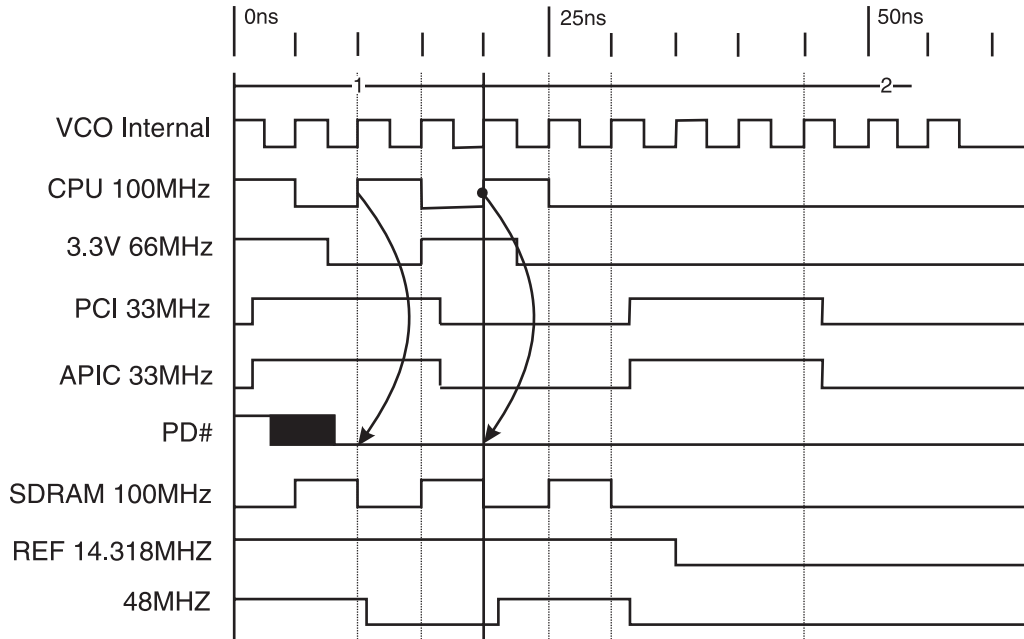 0ns
25ns
50ns
1
2
VCO Internal
CPU 100MHz
3.3V 66MHz
PCI 33MHz
APIC 33MHz
PD#
SDRAM 100MHz
REF 14.318MHZ
48MHZ